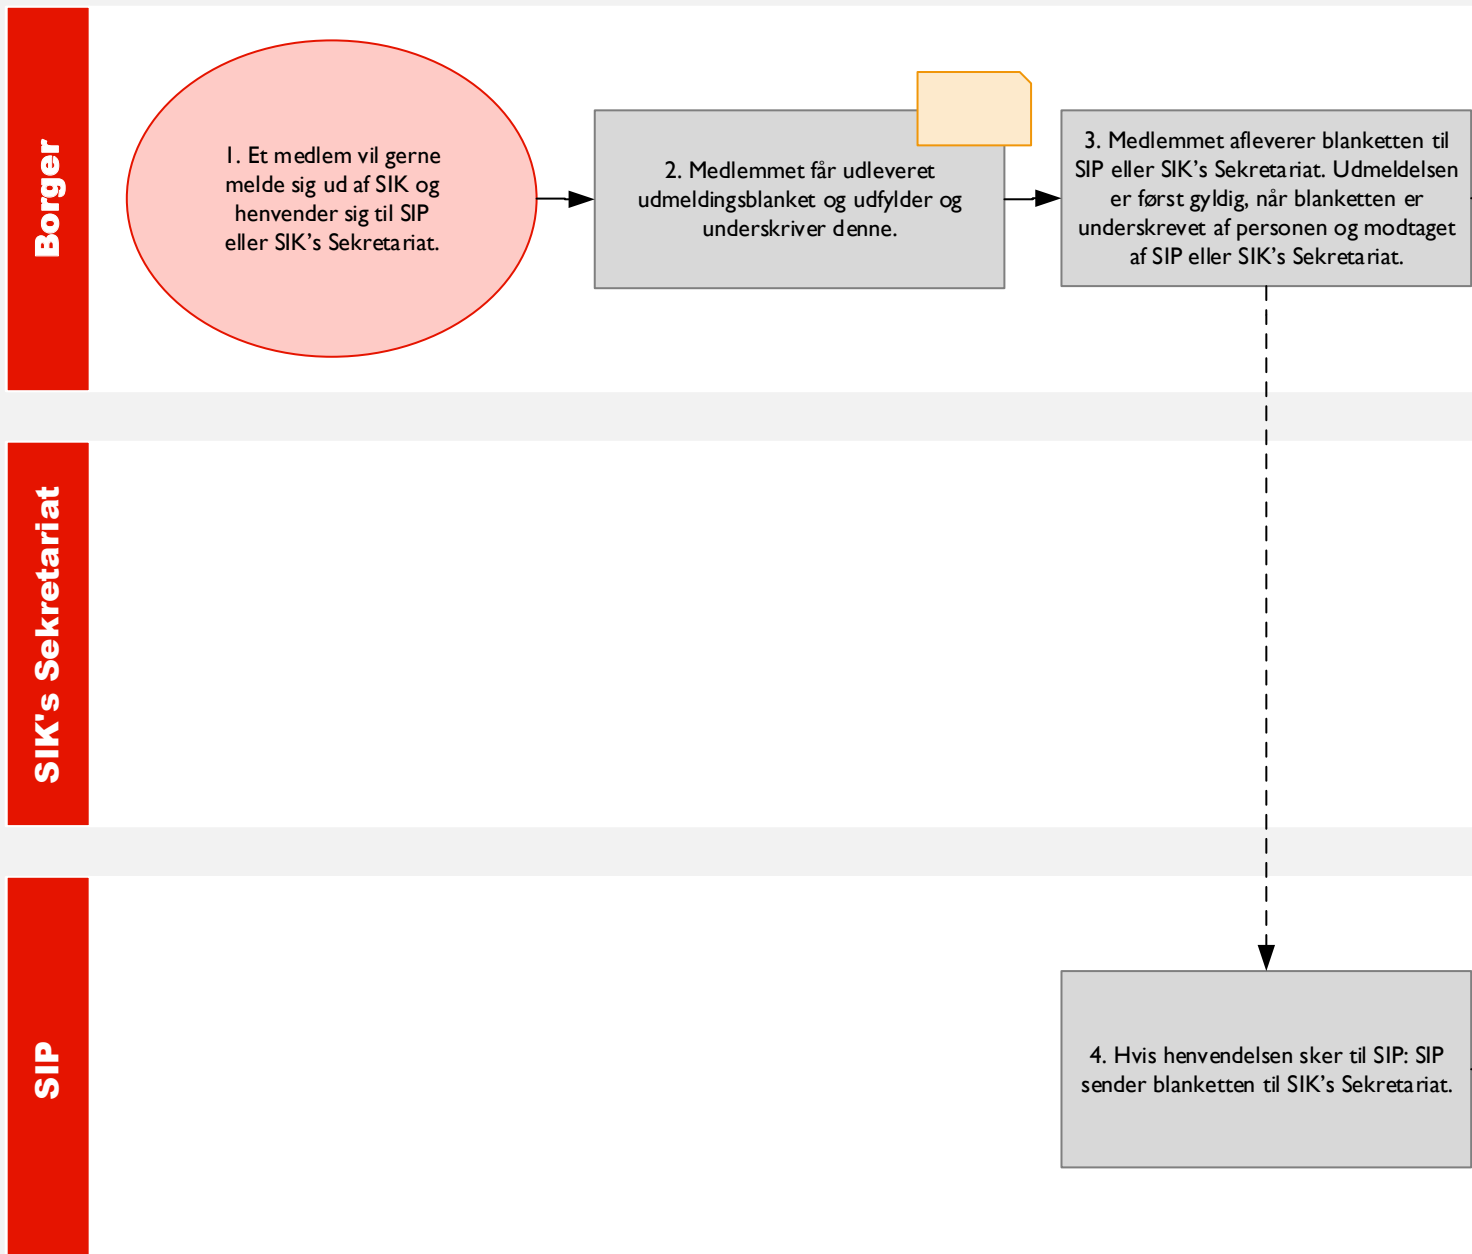 Borger
1. Et medlem vil gerne
melde sig ud af SIK og
henvender sig til SIP
eller SIK’s Sekretariat.
2. Medlemmet får udleveret
udmeldingsblanket og udfylder og
underskriver denne.
3. Medlemmet afleverer blanketten til
SIP eller SIK’s Sekretariat. Udmeldelsen
er først gyldig, når blanketten er
underskrevet af personen og modtaget
af SIP eller SIK’s Sekretariat.
SIK's Sekretariat
SIP
4. Hvis henvendelsen sker til SIP: SIP
sender blanketten til SIK’s Sekretariat.